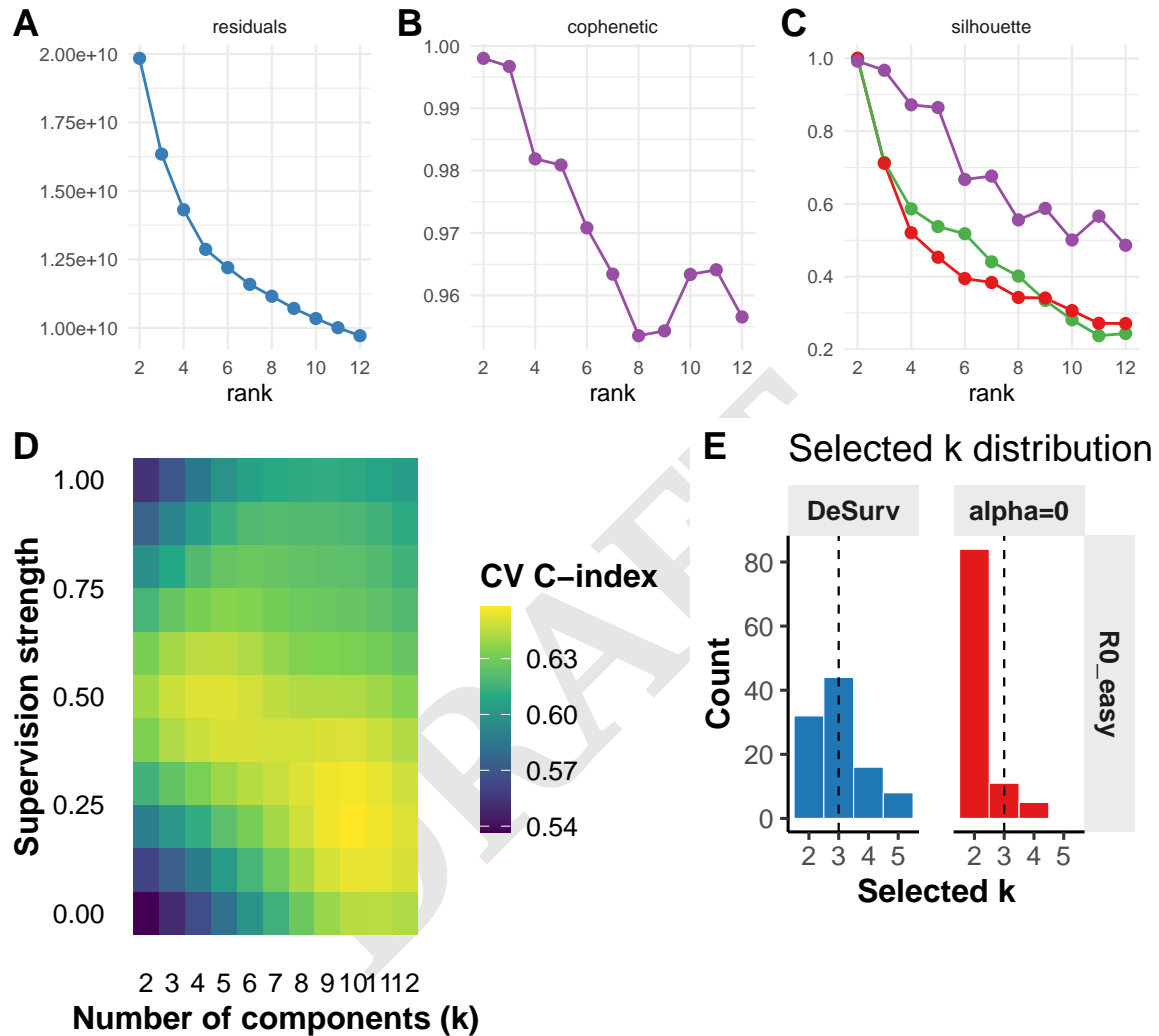 A
residuals
2.00e+10
1.75e+10
1.50e+10
1.25e+10
1.00e+10
2 4 6 8 10 12
rank
B
cophenetic
1.00
0.99
0.98
0.97
0.96
2 4 6 8 10 12
rank
C
silhouette
1.0
0.8
0.6
0.4
0.2
2 4 6 8 10 12
rank
D
Supervision strength
1.00
0.75
0.50
0.25
0.00
2 3 4 5 6 7 8 9 10 11 12
Number of components (k)
CV C−index
0.63
0.60
0.57
0.54
E
Selected k distribution
DeSurv
alpha=0
R0_easy
Count
80
60
40
20
0
2 3 4 5
2 3 4 5
Selected k
DRAFT